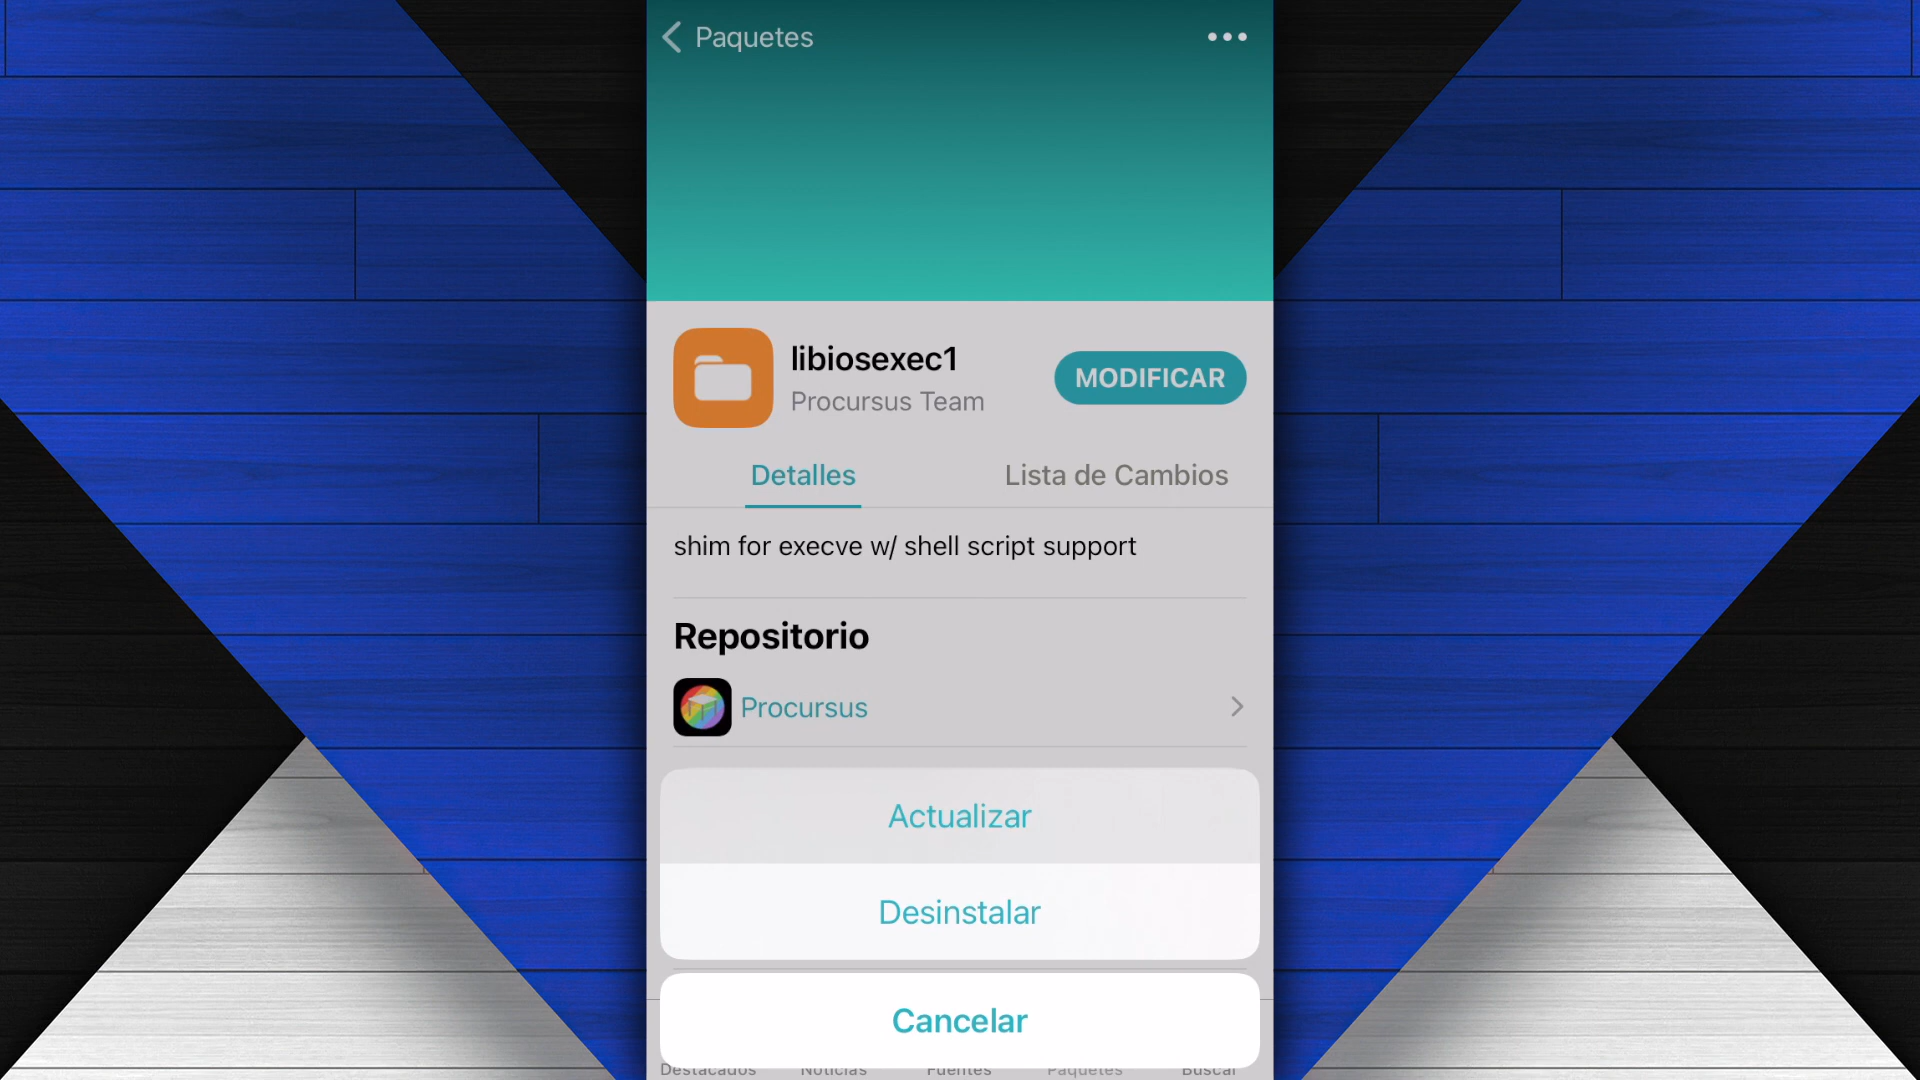 Paquetes
libiosexec1
Procursus Team
MODIFICAR
Detalles
Lista de Cambios
shim for execve w/ shell script support
Repositorio
Procursus
Actualizar
Desinstalar
Cancelar
Destacados
Noticias
Fuentes
Paquetes
Buscar